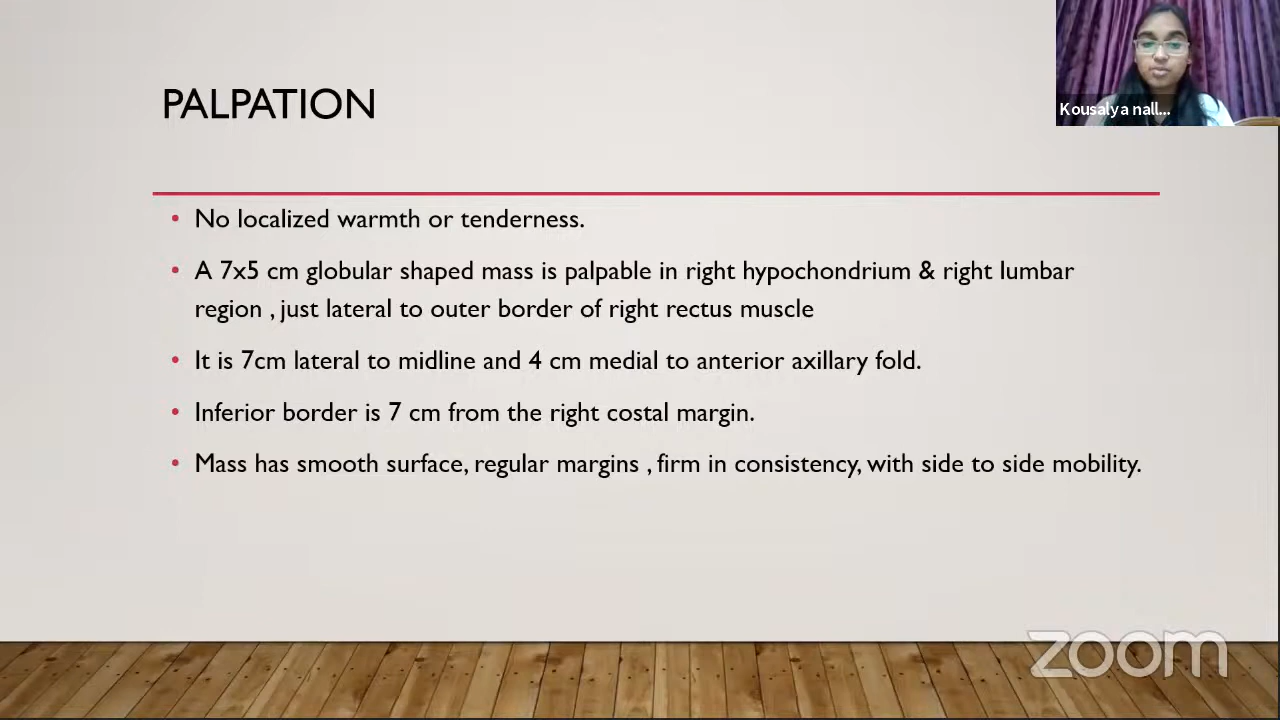 PALPATION
Kousalya nall...
• No localized warmth or tenderness.
• A 7x5 cm globular shaped mass is palpable in right hypochondrium & right lumbar
region , just lateral to outer border of right rectus muscle
• It is 7cm lateral to midline and 4 cm medial to anterior axillary fold.
• Inferior border is 7 cm from the right costal margin.
• Mass has smooth surface, regular margins , firm in consistency, with side to side mobility.
zoom